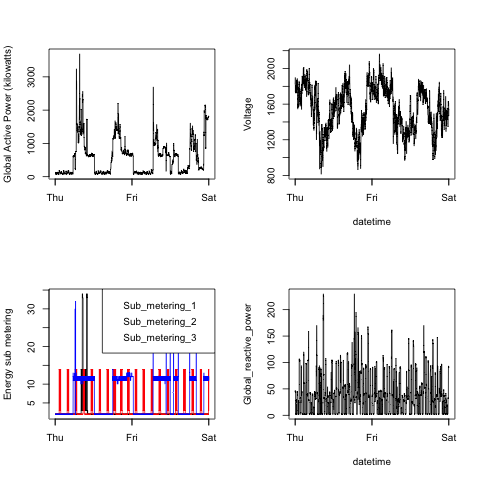 Global Active Power (kilowatts)
0 1000 2000 3000
Thu Fri Sat
Voltage
800 1200 1600 2000
Thu Fri Sat
datetime
Energy sub metering
5 10 20 30
Sub_metering_1
Sub_metering_2
Sub_metering_3
Thu Fri Sat
Global_reactive_power
0 50 100 150 200
Thu Fri Sat
datetime